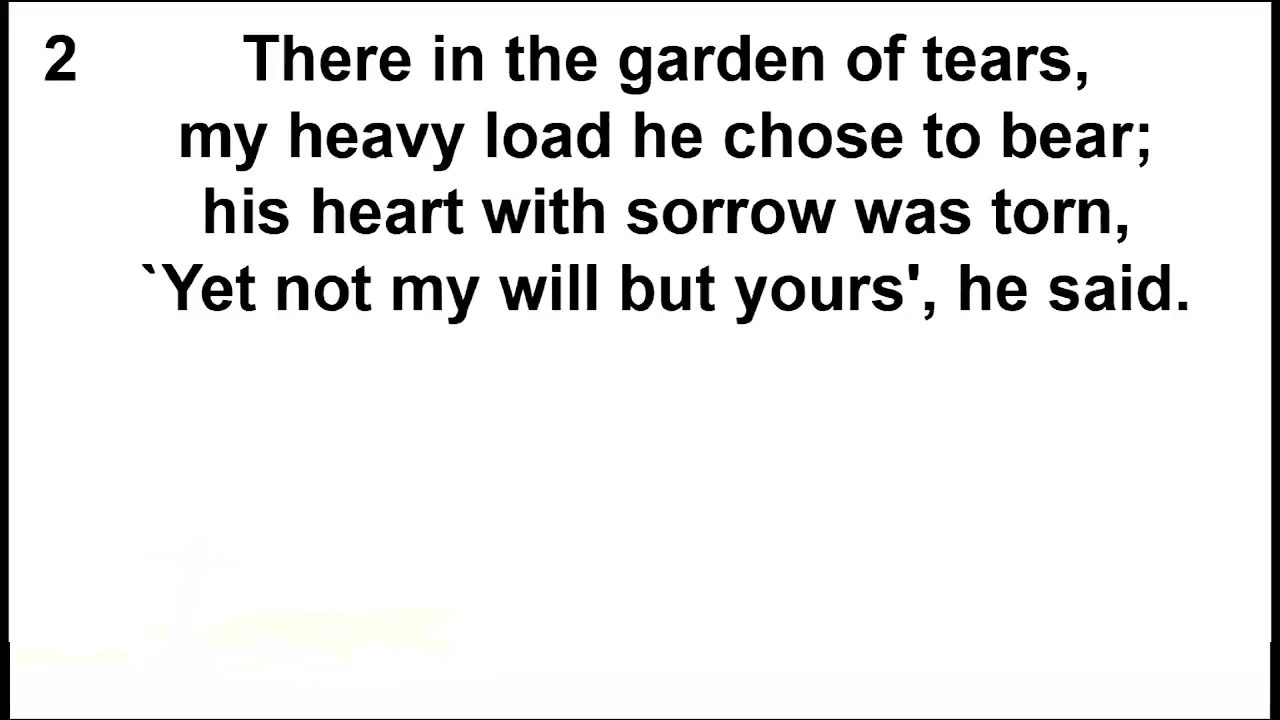 2 There in the garden of tears,
my heavy load he chose to bear;
his heart with sorrow was torn,
`Yet not my will but yours', he said.